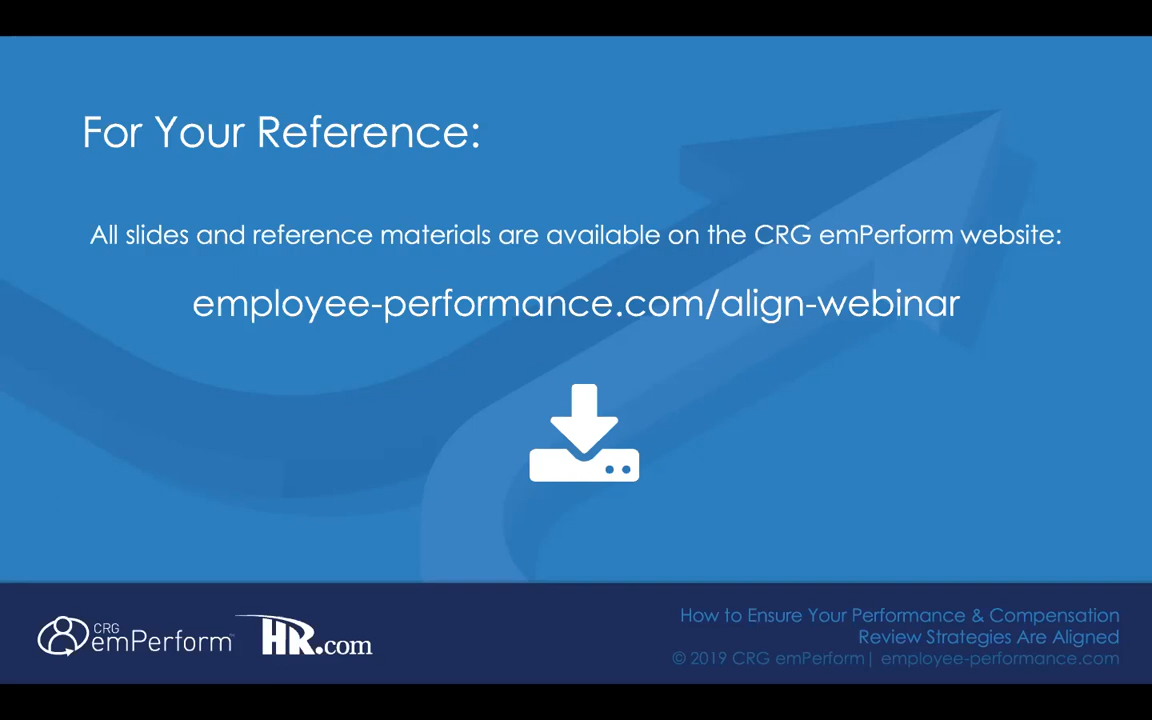 For Your Reference:
All slides and reference materials are available on the CRG emPerform website:
employee-performance.com/align-webinar
CRG
emPerform™
HR.com
How to Ensure Your Performance & Compensation
Review Strategies Are Aligned
© 2019 CRG emPerform| employee-performance.com